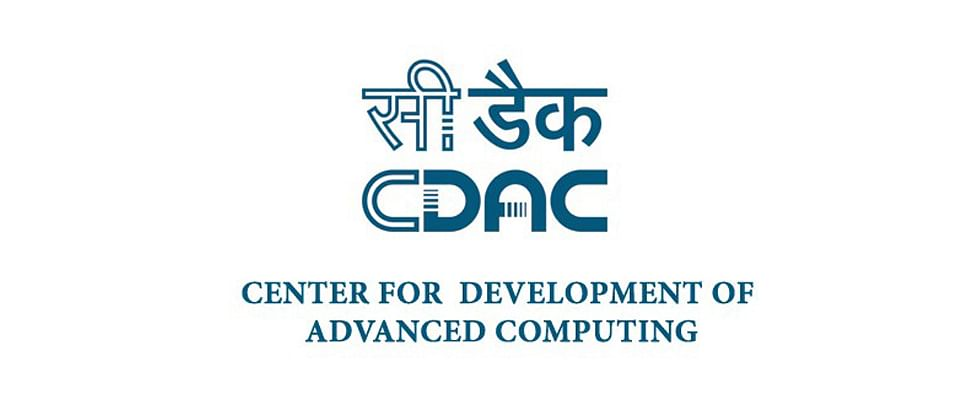 सी डैक
CDAC
CENTER FOR DEVELOPMENT OF
ADVANCED COMPUTING